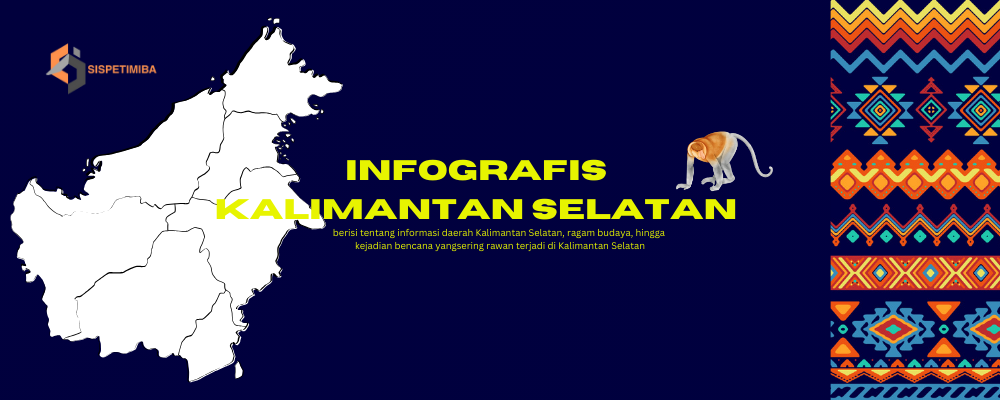 SISPETIMIBA
INFOGRAFIS
KALIMANTAN SELATAN
berisi tentang informasi daerah Kalimantan Selatan, ragam budaya, hingga
kejadian bencana yangsering rawan terjadi di Kalimantan Selatan